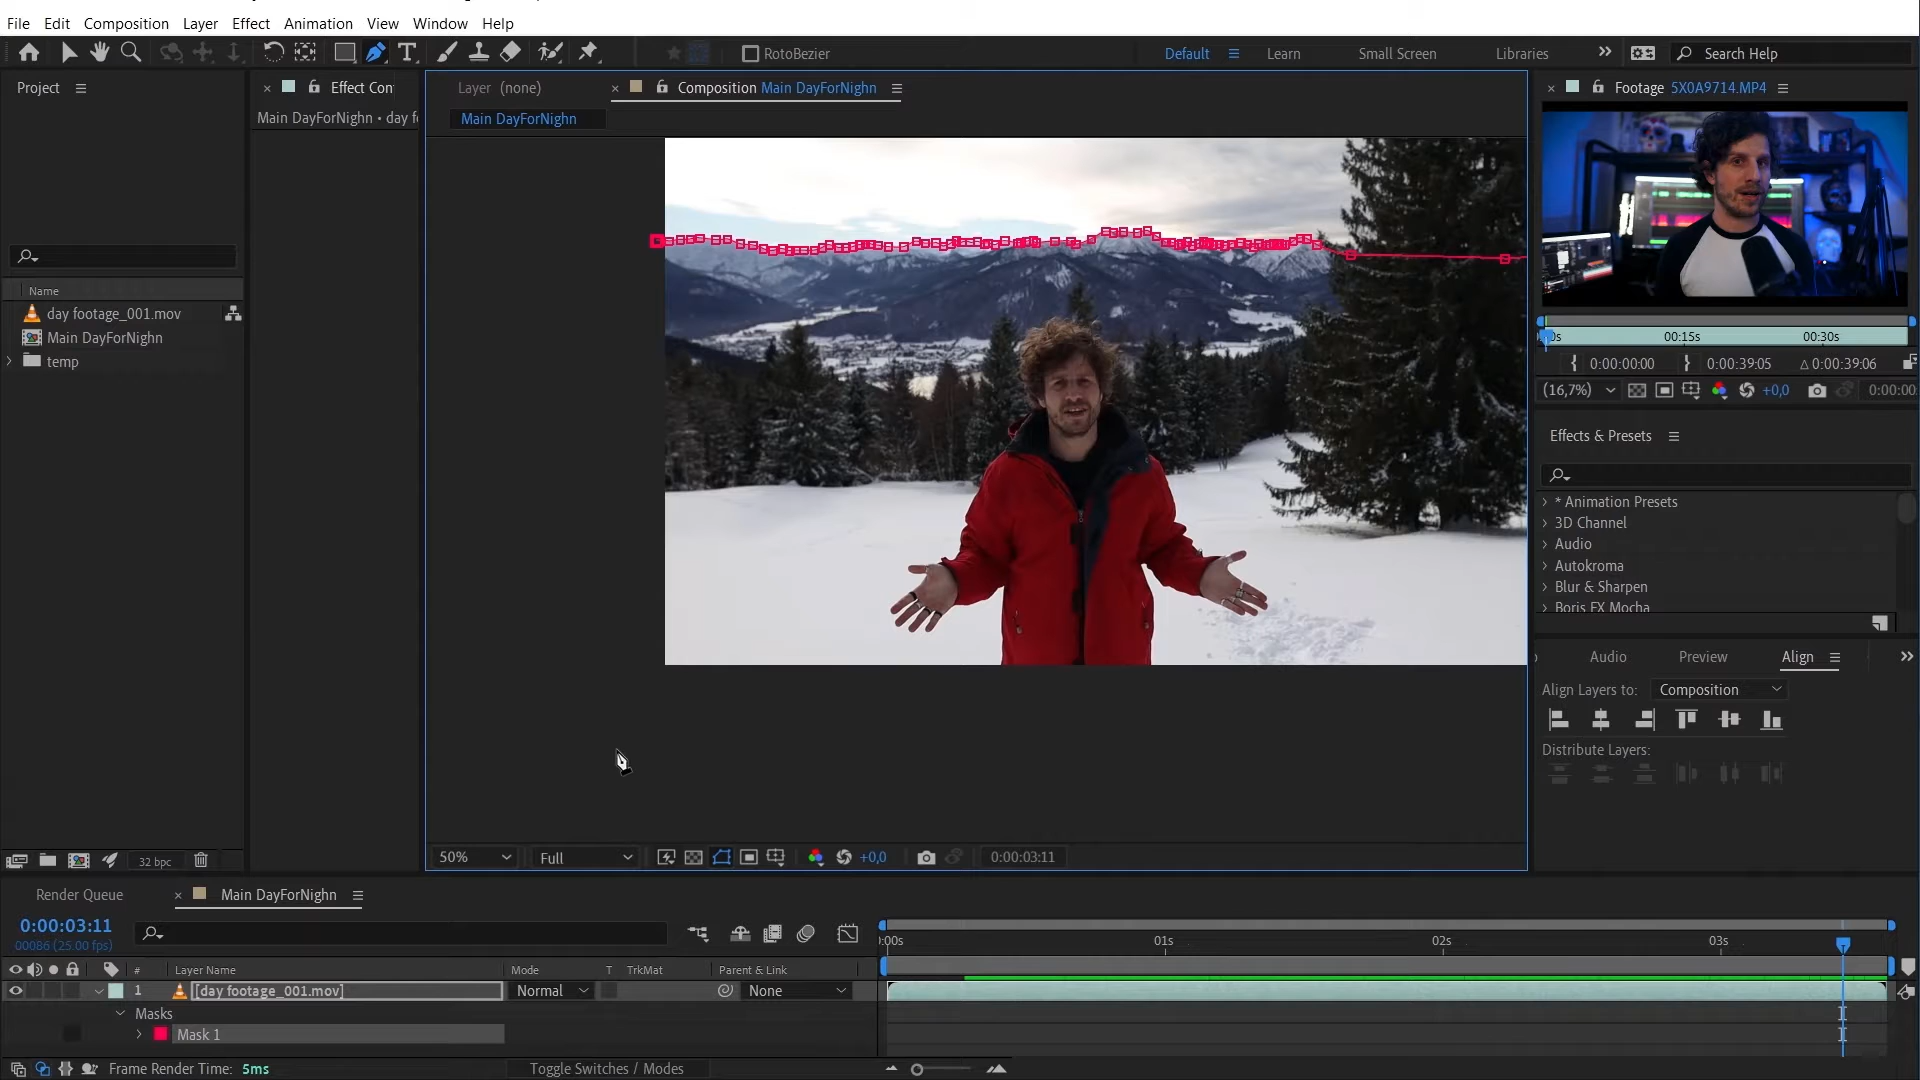 File Edit Composition Layer Effect Animation View Window Help
RotoBezier
Default Learn Small Screen Libraries
Search Help
Project
Effect Con
Layer (none)
Composition Main DayForNighn
Footage 5X0A9714.MP4
Main DayForNighn • day f
Main DayForNighn
Name
day footage_001.mov
Main DayForNighn
temp
00:15s 00:30s
0:00:00:00 0:00:39:05 Δ 0:00:39:06
(16,7%) +0,0 0:00:00
Effects & Presets
* Animation Presets
3D Channel
Audio
Autokroma
Blur & Sharpen
Boris FX Mocha
Audio Preview Align
Align Layers to: Composition
Distribute Layers:
32 bpc
50% Full +0,0 0:00:03:11
Render Queue
Main DayForNighn
0:00:03:11
00086 (25.00 fps)
:00s 01s 02s 03s
# Layer Name Mode T TrkMat Parent & Link
1 [day footage_001.mov] Normal None
Masks
Mask 1
Frame Render Time: 5ms
Toggle Switches / Modes